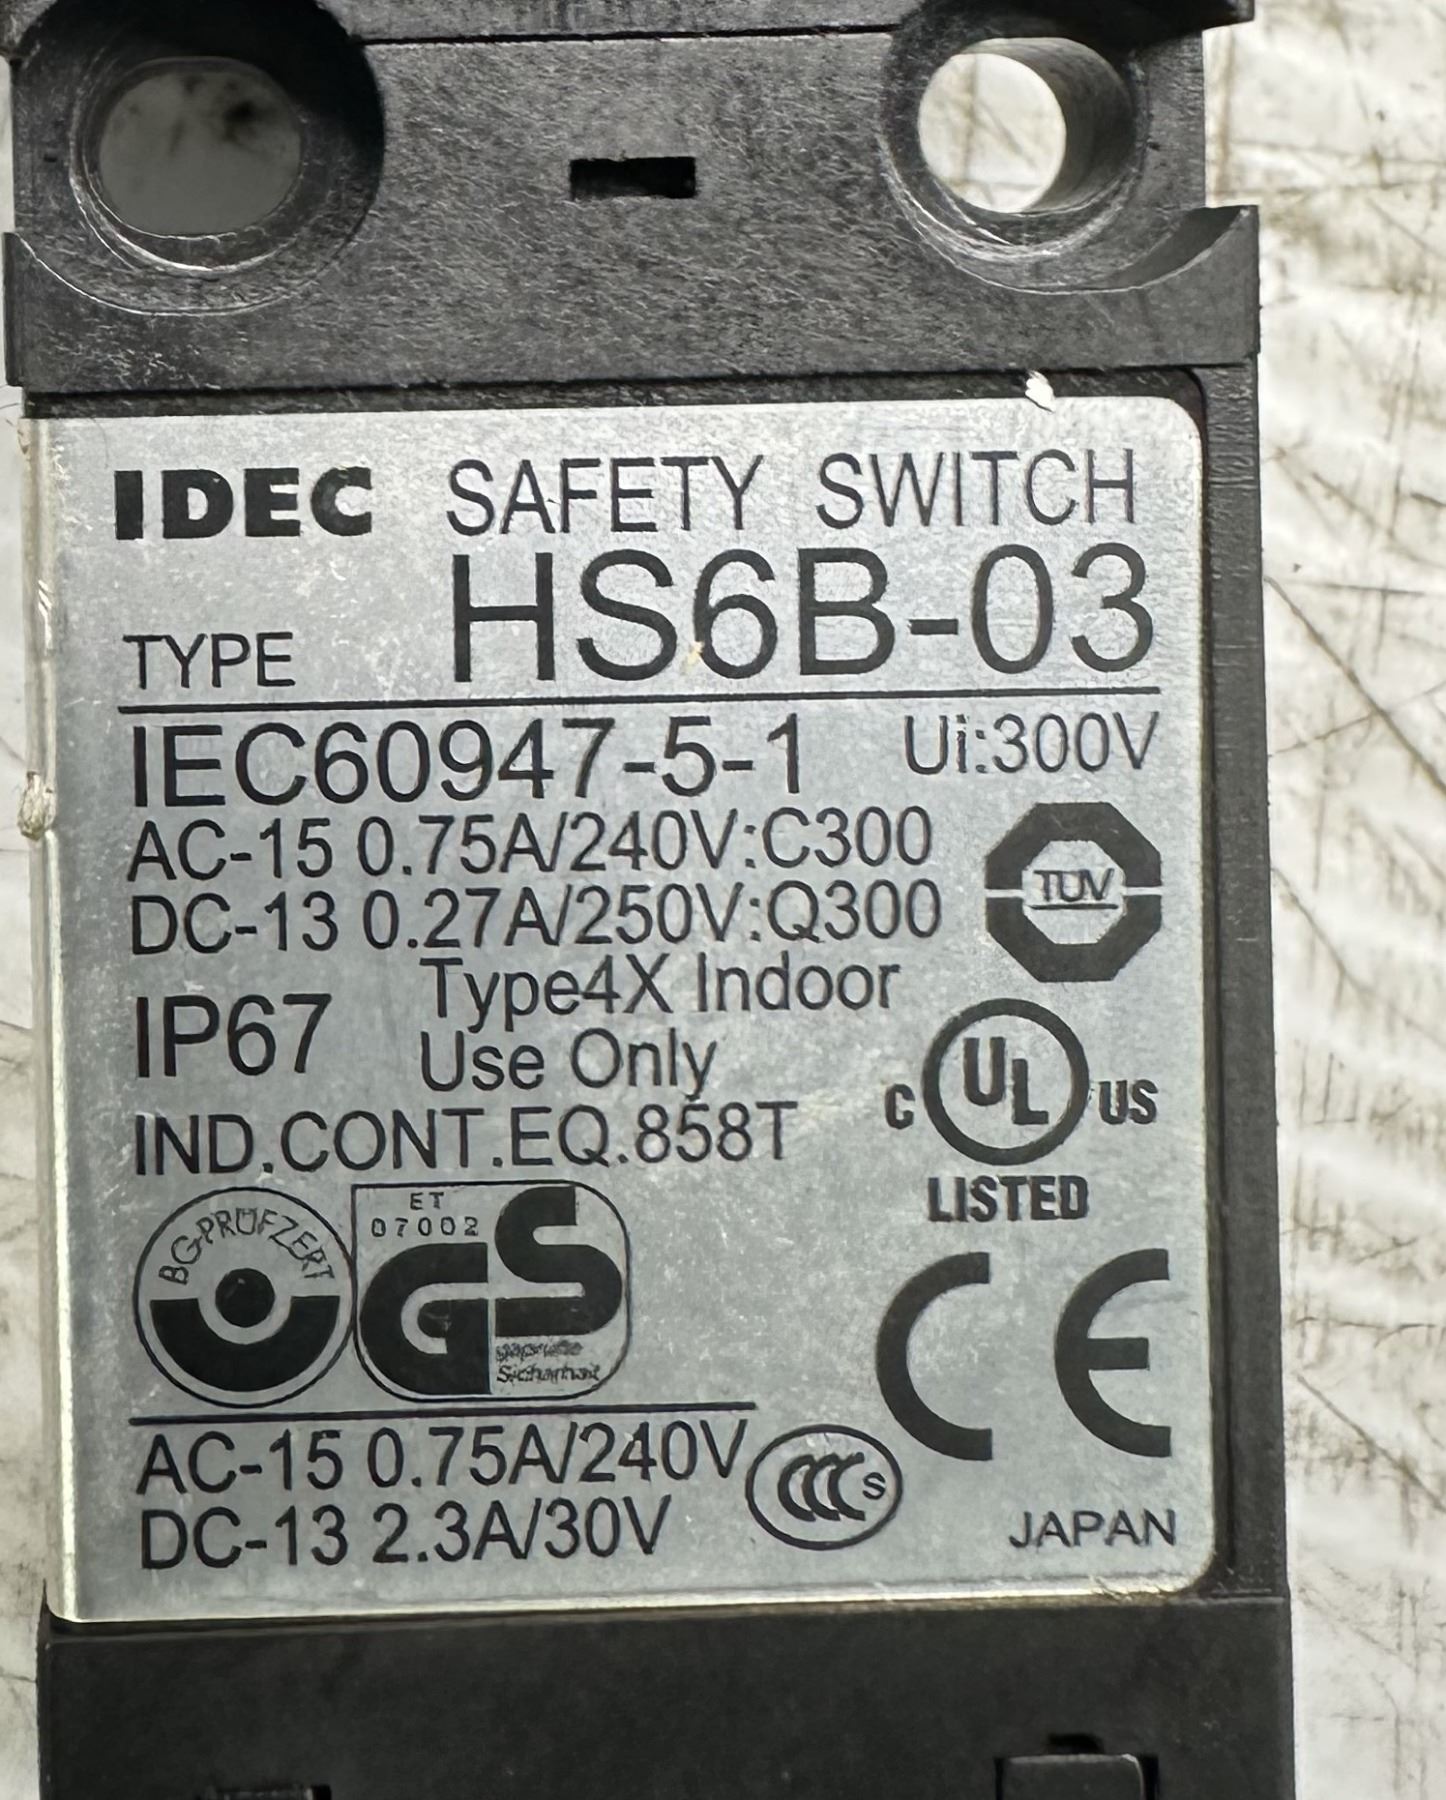 IDEC SAFETY SWITCH
TYPE HS6B-03
IEC60947-5-1 Ui:300V
AC-15 0.75A/240V:C300
DC-13 0.27A/250V:Q300
TUV
IP67 Type4X Indoor
Use Only
C UL US
LISTED
IND.CONT.EQ.858T
BG-PRÜFZERT
ET
07002
GS
CE
AC-15 0.75A/240V
CCC S
DC-13 2.3A/30V
JAPAN